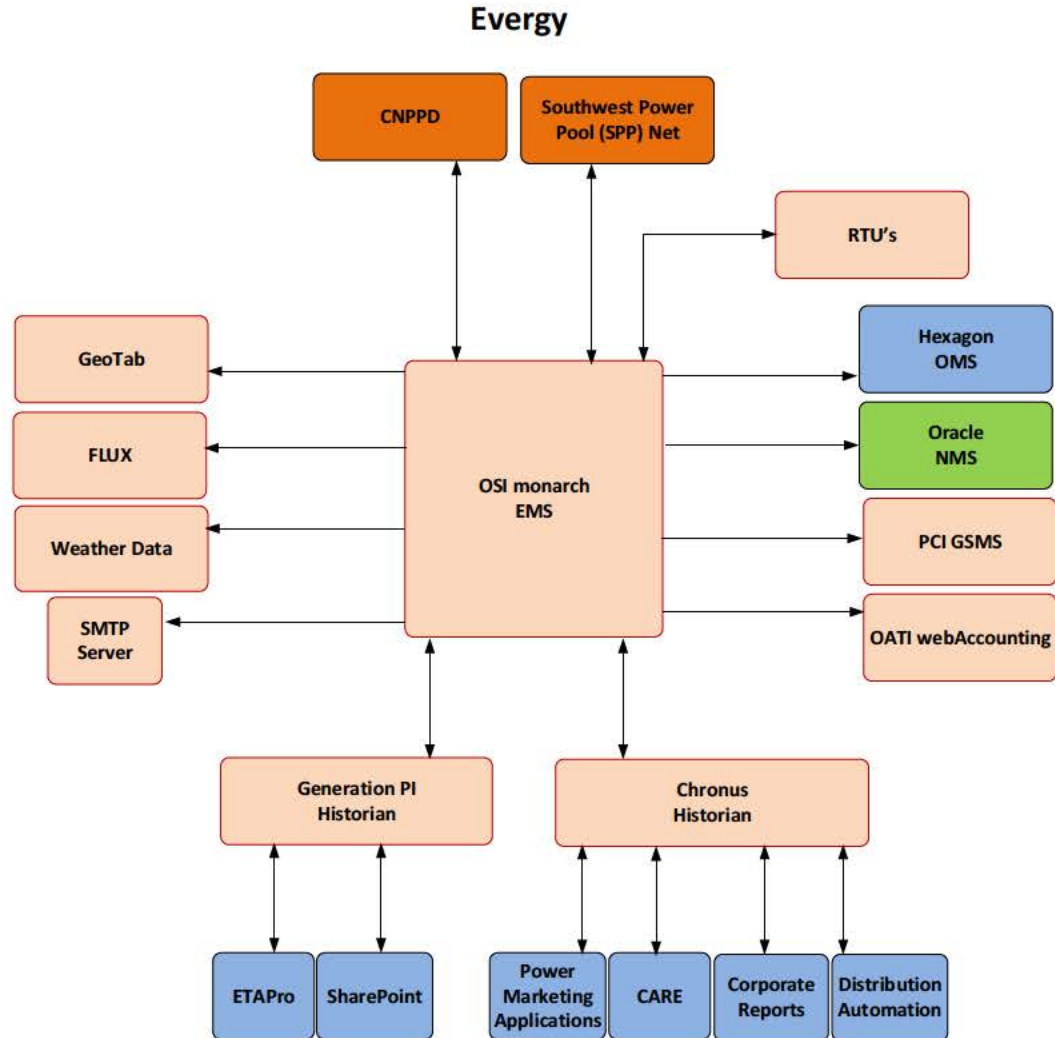 Evergy
CNPPD
Southwest Power
Pool (SPP) Net
RTU’s
GeoTab
Hexagon
OMS
FLUX
Oracle
NMS
OSI monarch
EMS
Weather Data
PCI GSMS
SMTP
Server
OATI webAccounting
Generation PI
Historian
Chronus
Historian
ETAPro
SharePoint
Power
Marketing
Applications
CARE
Corporate
Reports
Distribution
Automation